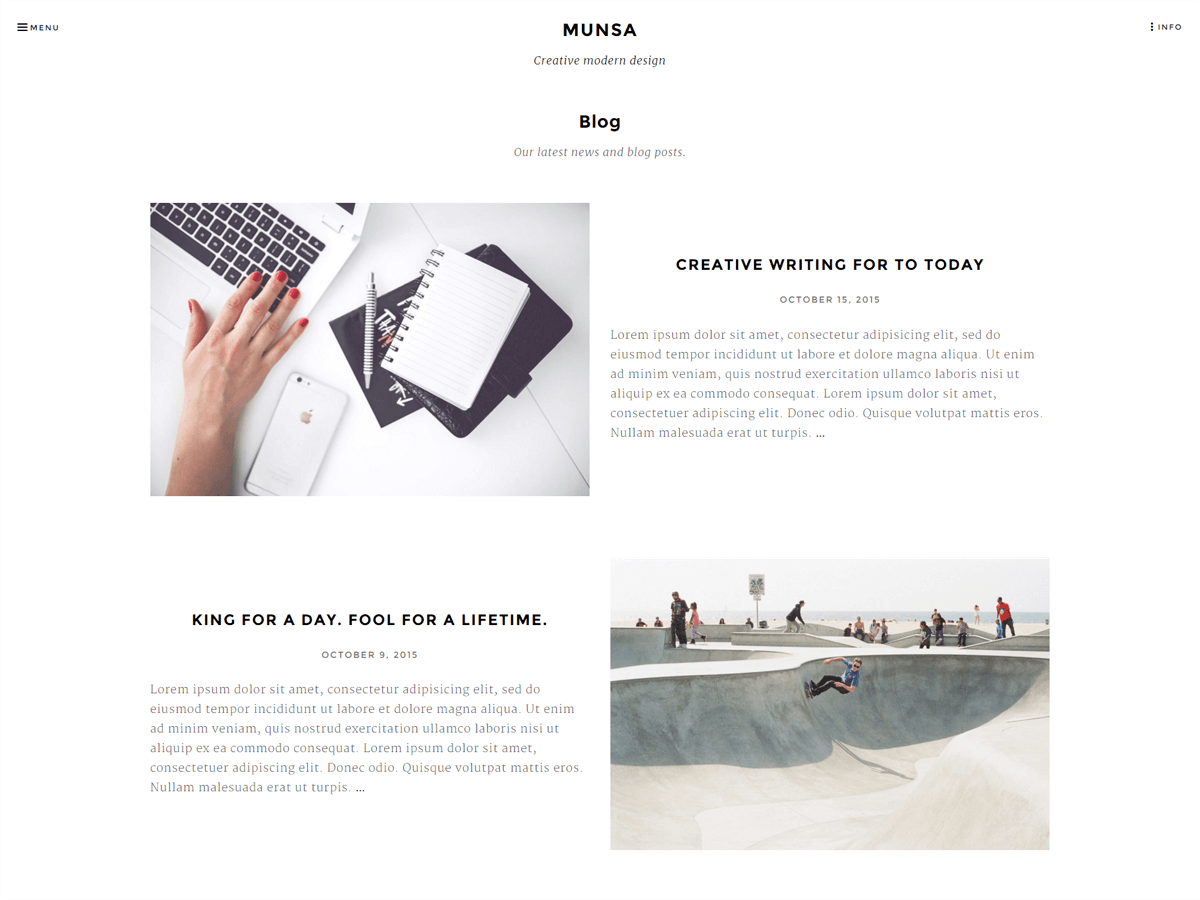 MENU
MUNSA
INFO
Creative modern design
Blog
Our latest news and blog posts.
CREATIVE WRITING FOR TO TODAY
OCTOBER 15, 2015
Lorem ipsum dolor sit amet, consectetur adipisicing elit, sed do
eiusmod tempor incididunt ut labore et dolore magna aliqua. Ut enim
ad minim veniam, quis nostrud exercitation ullamco laboris nisi ut
aliquip ex ea commodo consequat. Lorem ipsum dolor sit amet,
consectetuer adipiscing elit. Donec odio. Quisque volutpat mattis eros.
Nullam malesuada erat ut turpis. ...
KING FOR A DAY. FOOL FOR A LIFETIME.
OCTOBER 9, 2015
Lorem ipsum dolor sit amet, consectetur adipisicing elit, sed do
eiusmod tempor incididunt ut labore et dolore magna aliqua. Ut enim
ad minim veniam, quis nostrud exercitation ullamco laboris nisi ut
aliquip ex ea commodo consequat. Lorem ipsum dolor sit amet,
consectetuer adipiscing elit. Donec odio. Quisque volutpat mattis eros.
Nullam malesuada erat ut turpis. ...